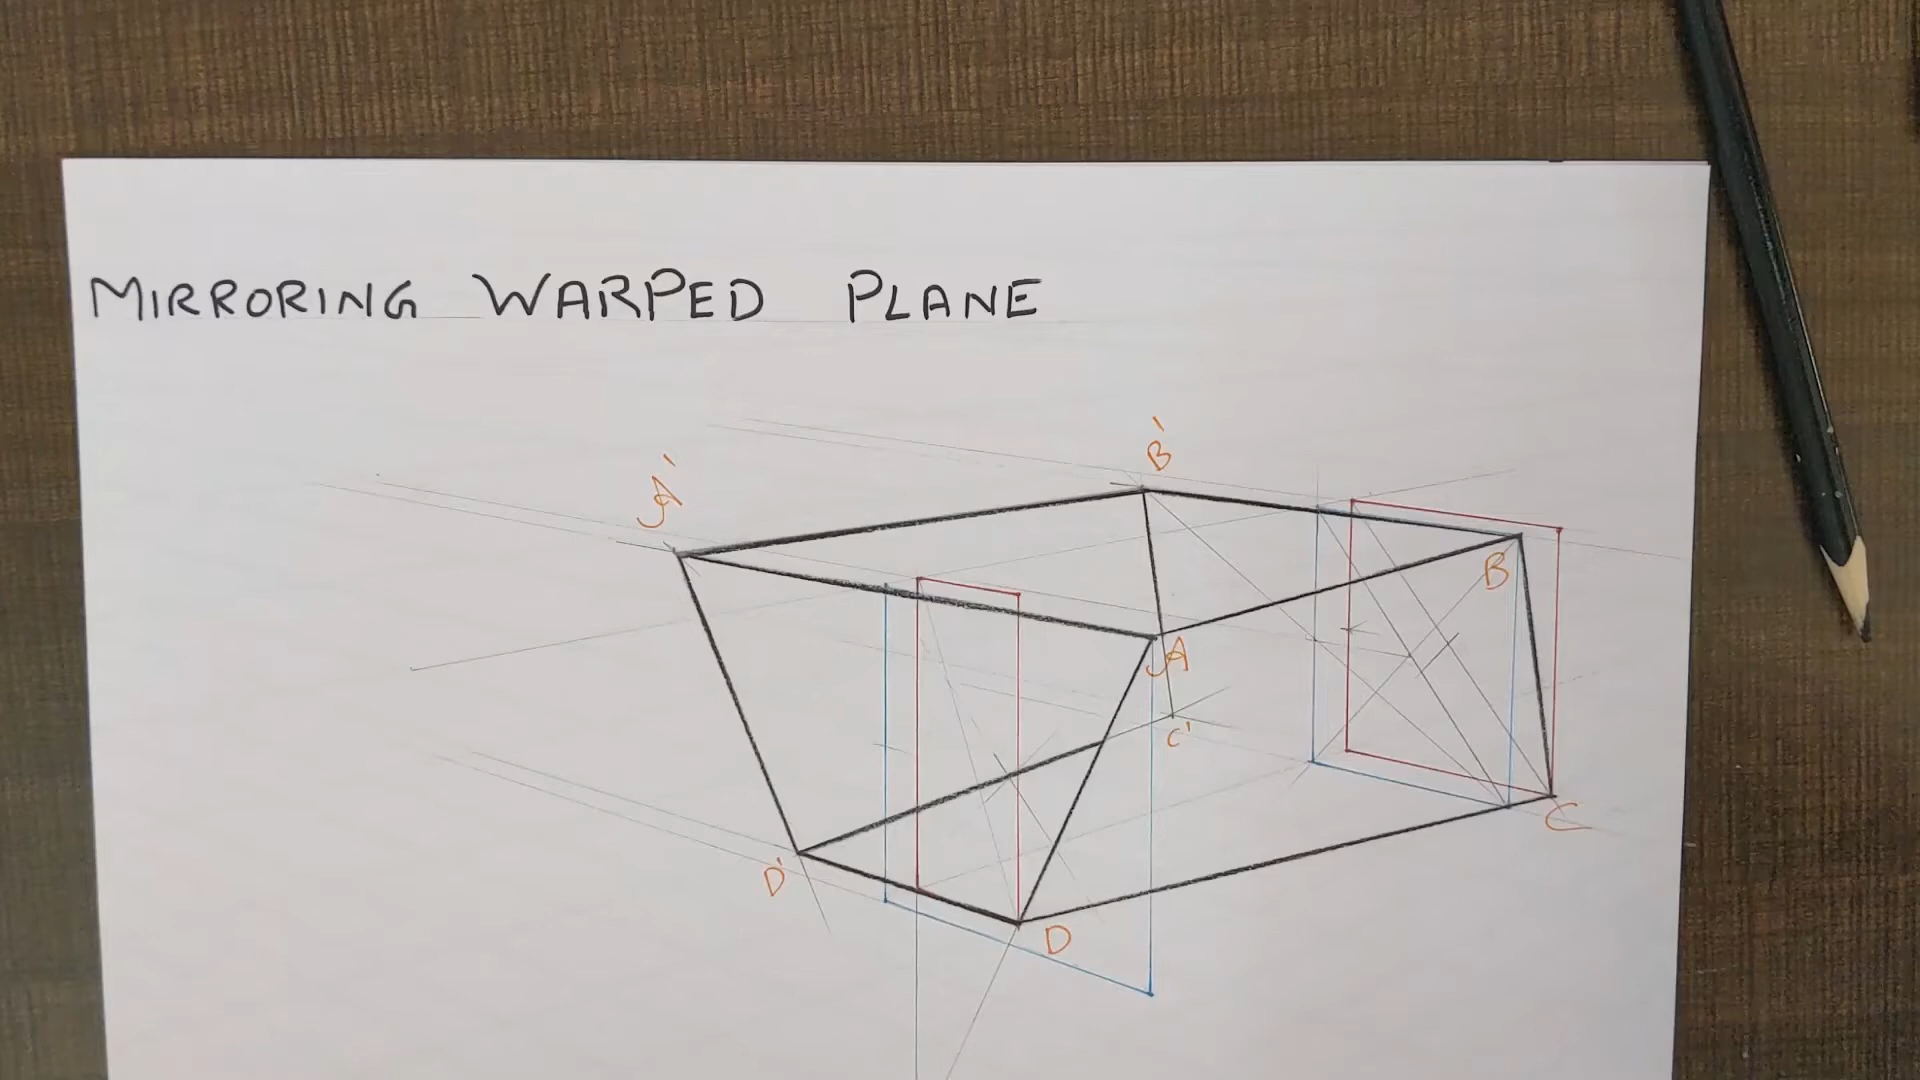 MIRRORING WARPED PLANE
B'
A'
B
A
C'
C
D'
D